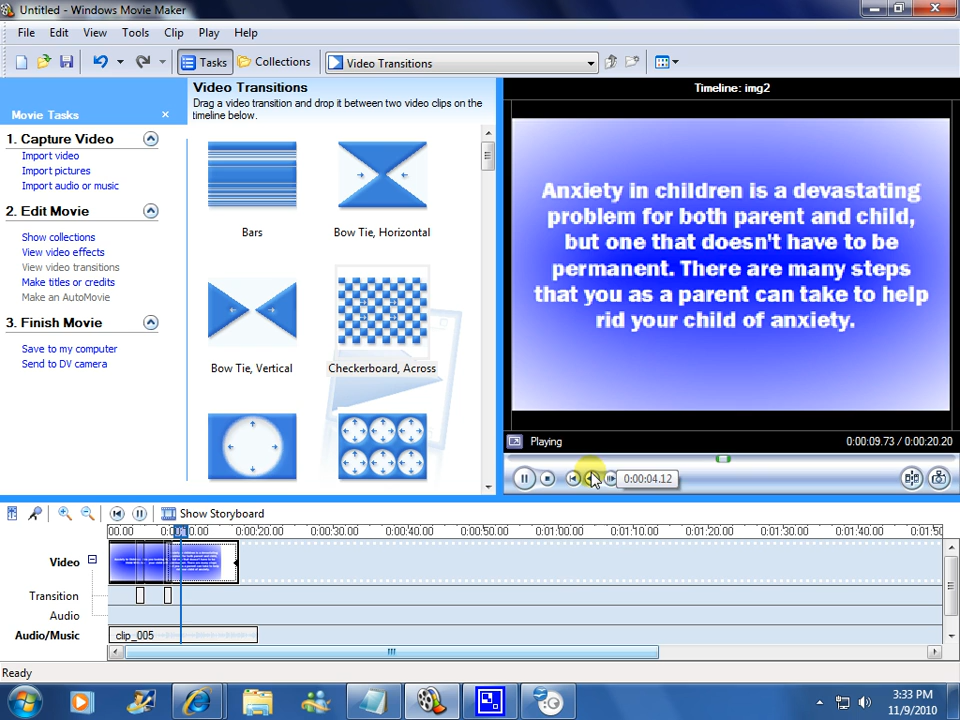 Untitled - Windows Movie Maker
File Edit View Tools Clip Play Help
Tasks Collections Video Transitions
Movie Tasks
1. Capture Video
Import video
Import pictures
Import audio or music
2. Edit Movie
Show collections
View video effects
View video transitions
Make titles or credits
Make an AutoMovie
3. Finish Movie
Save to my computer
Send to DV camera
Video Transitions
Drag a video transition and drop it between two video clips on the
timeline below.
Bars
Bow Tie, Horizontal
Bow Tie, Vertical
Checkerboard, Across
Timeline: img2
Anxiety in children is a devastating
problem for both parent and child,
but one that doesn't have to be
permanent. There are many steps
that you as a parent can take to help
rid your child of anxiety.
Playing 0:00:09.73 / 0:00:20.20
0:00:04.12
Show Storyboard
00.00 0:00:20.00 0:00:30.00 0:00:40.00 0:00:50.00 0:01:00.00 0:01:10.00 0:01:20.00 0:01:30.00 0:01:40.00 0:01:50
Video
Transition
Audio
Audio/Music clip_005
Ready
3:33 PM
11/9/2010